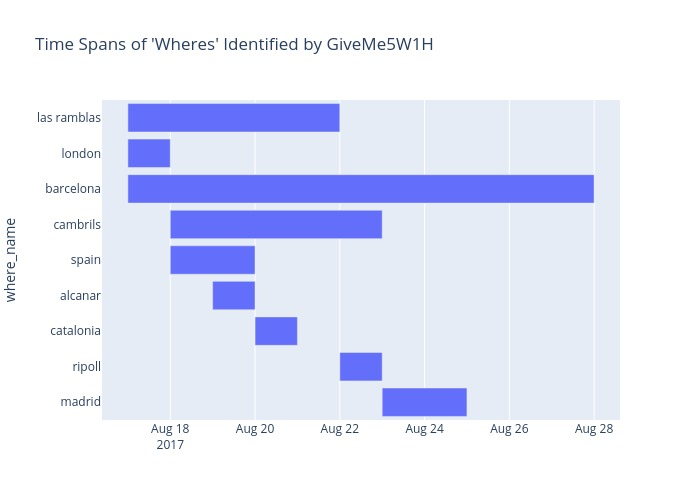 Time Spans of 'Wheres' Identified by GiveMe5W1H
where_name
las ramblas
london
barcelona
cambrils
spain
alcanar
catalonia
ripoll
madrid
Aug 18 Aug 20 Aug 22 Aug 24 Aug 26 Aug 28
2017